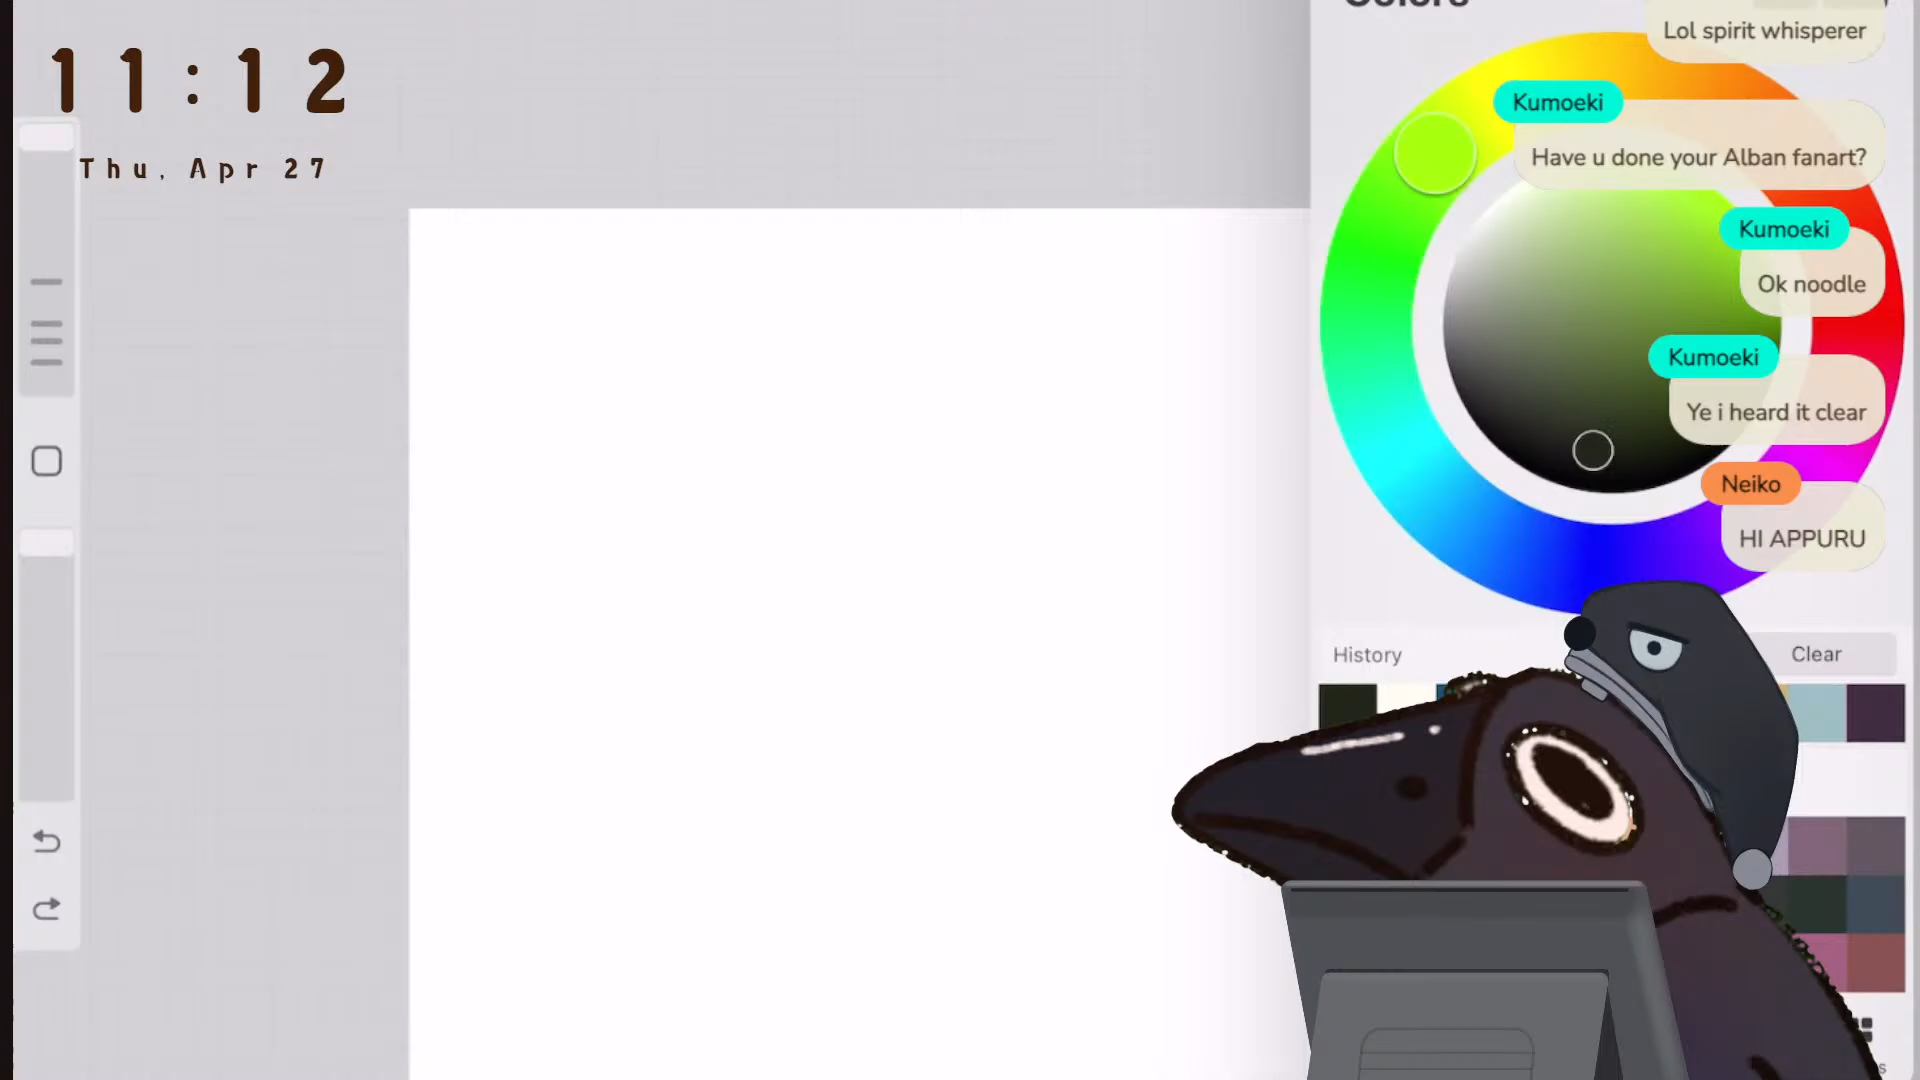 11:12
Thu, Apr 27
Colors
Lol spirit whisperer
Kumoeki
Have u done your Alban fanart?
Kumoeki
Ok noodle
Kumoeki
Ye i heard it clear
Neiko
HI APPURU
History
Clear